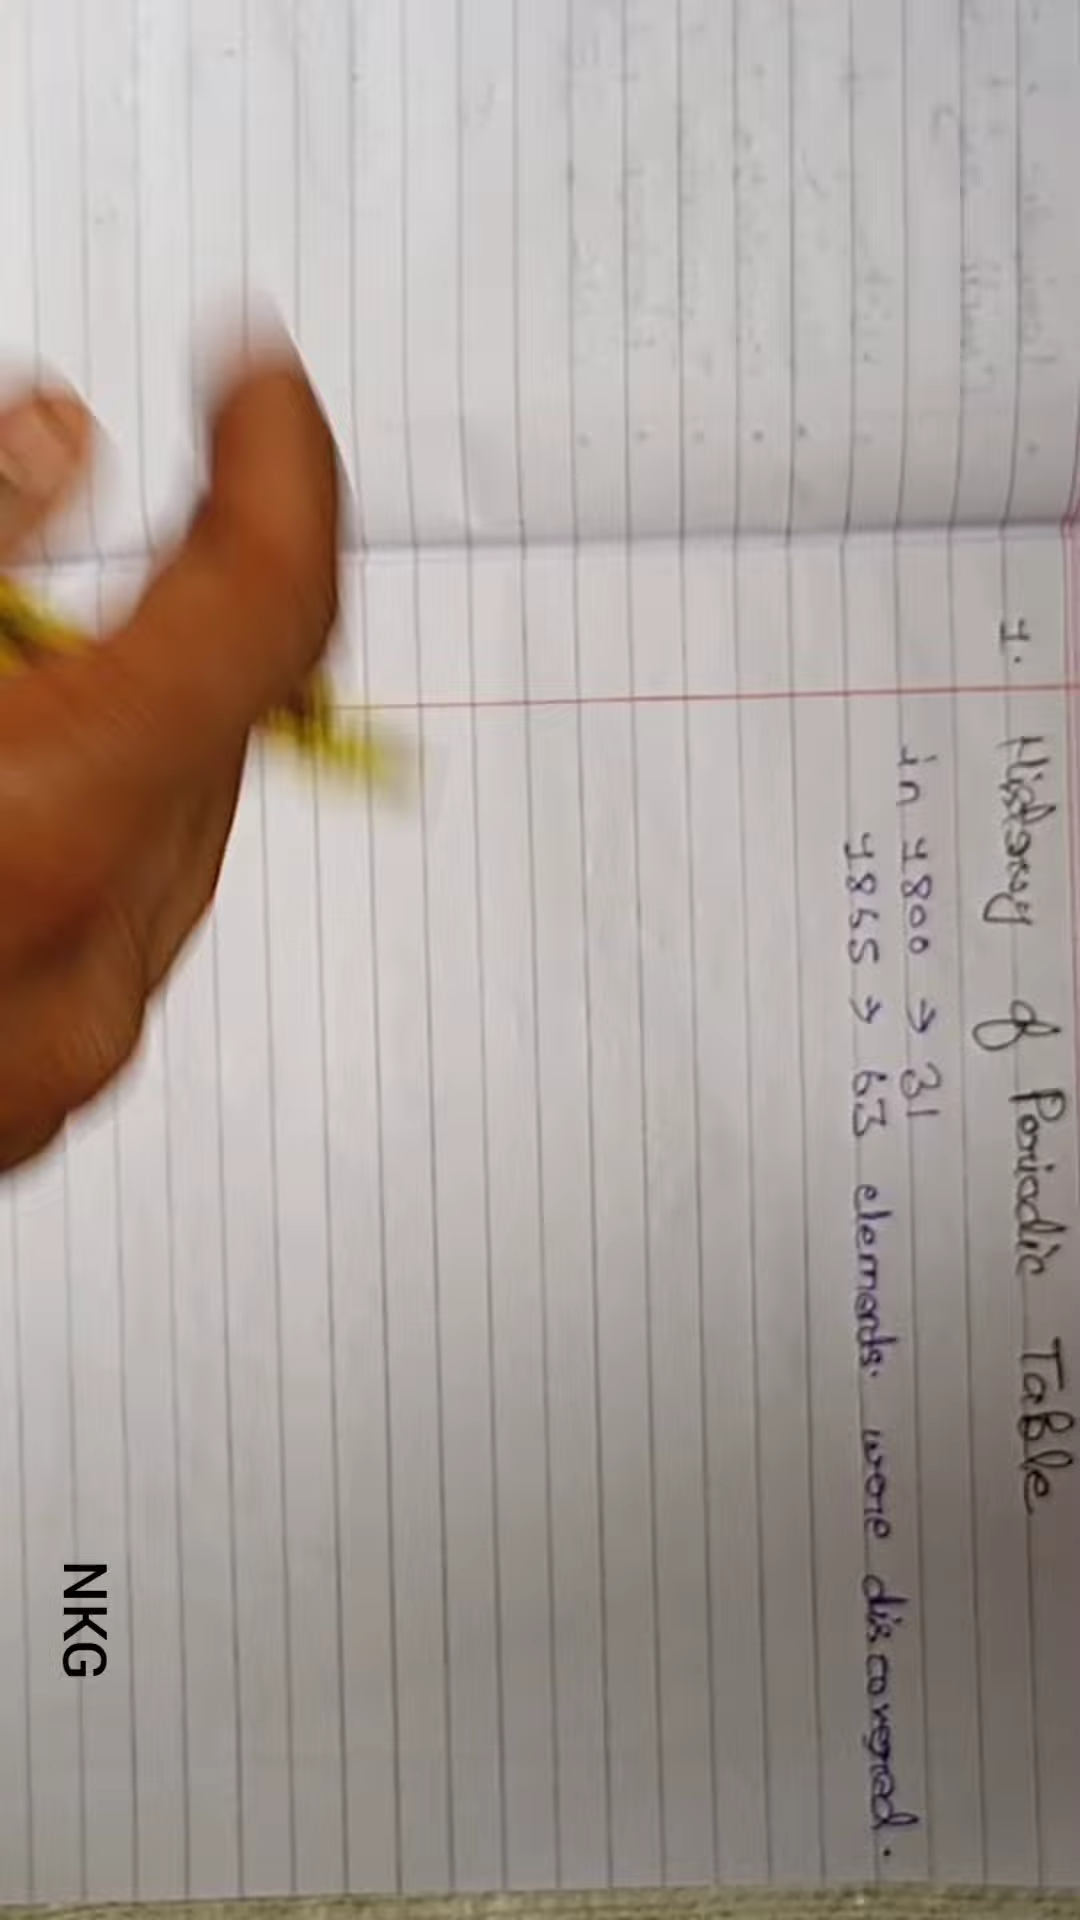 1. History of Periodic Table
in 1800 → 31
1865 → 63 elements. were discovered.
NKG